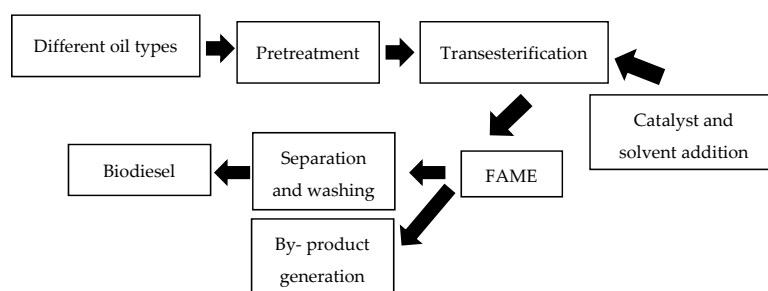 Different oil types
Pretreatment
Transesterification
Catalyst and
solvent addition
FAME
Separation
and washing
Biodiesel
By- product
generation